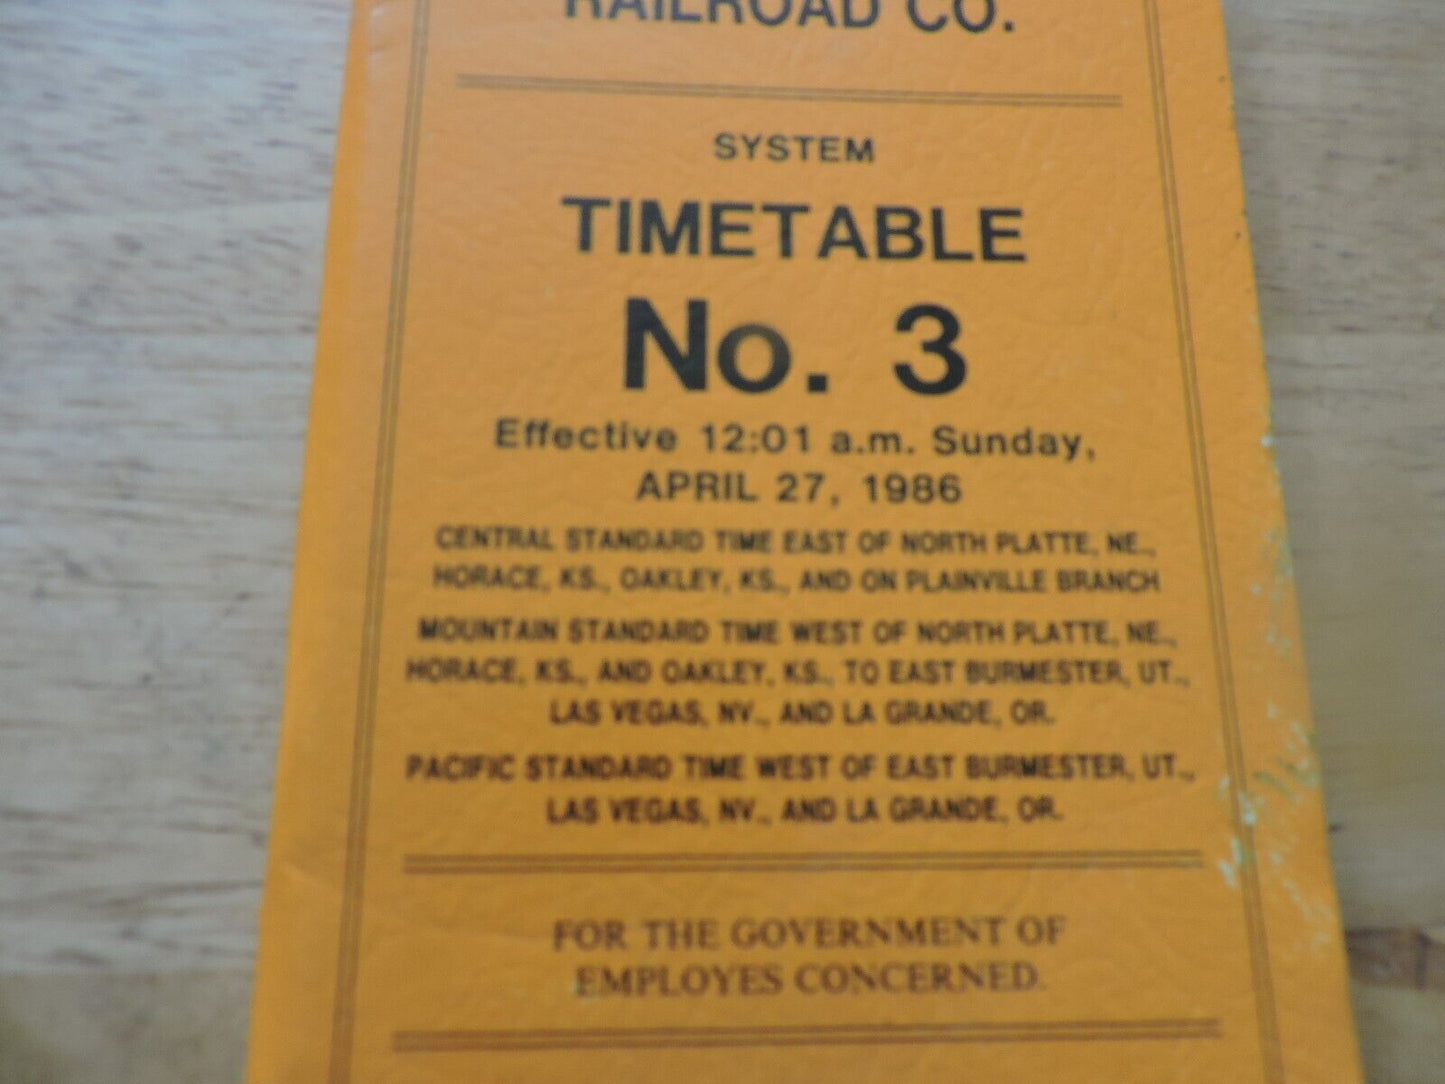 RAILROAD CO.
SYSTEM
TIMETABLE
No. 3
Effective 12:01 a.m. Sunday,
APRIL 27, 1986
CENTRAL STANDARD TIME EAST OF NORTH PLATTE, NE.,
HORACE, KS., OAKLEY, KS., AND ON PLAINVILLE BRANCH
MOUNTAIN STANDARD TIME WEST OF NORTH PLATTE, NE.,
HORACE, KS., AND OAKLEY, KS., TO EAST BURMESTER, UT.,
LAS VEGAS, NV., AND LA GRANDE, OR.
PACIFIC STANDARD TIME WEST OF EAST BURMESTER, UT.,
LAS VEGAS, NV., AND LA GRANDE, OR.
FOR THE GOVERNMENT OF
EMPLOYES CONCERNED.